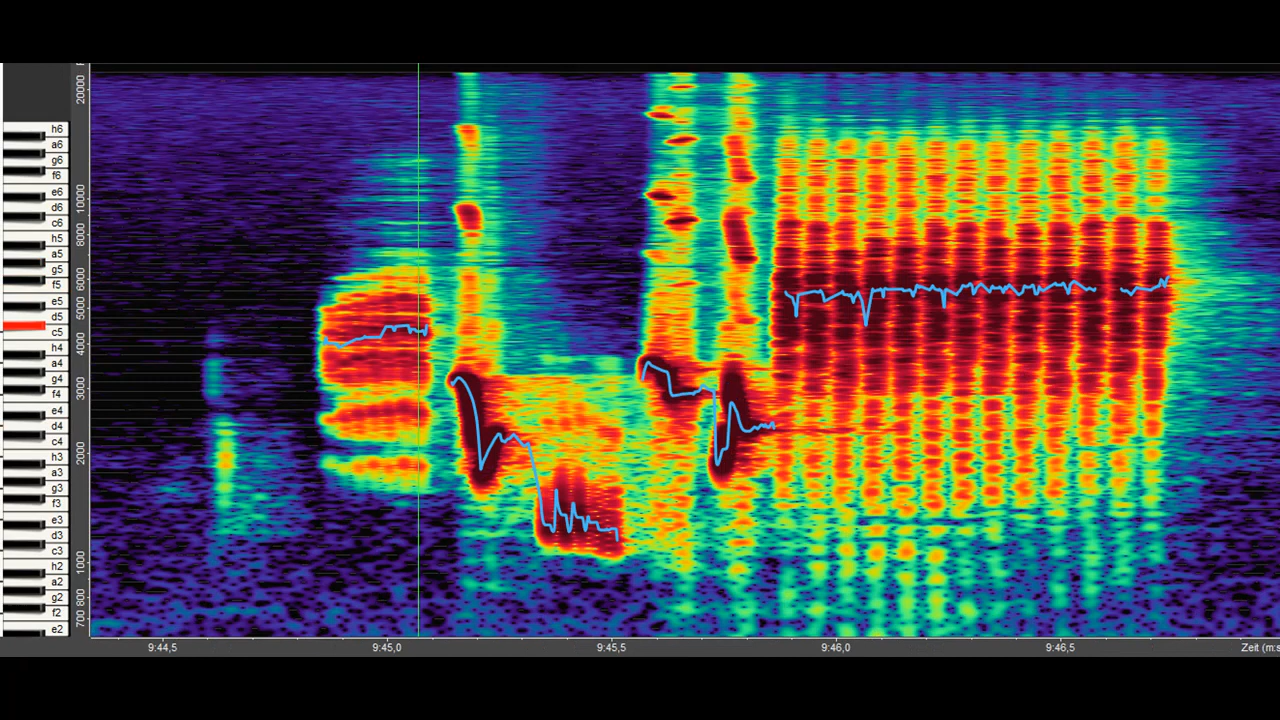 h6
a6
g6
f6
e6
d6
c6
h5
a5
g5
f5
e5
d5
c5
h4
a4
g4
f4
e4
d4
c4
h3
a3
g3
f3
e3
d3
c3
h2
a2
g2
f2
e2
20000
10000
8000
6000
5000
4000
3000
2000
1000
800
700
9:44,5
9:45,0
9:45,5
9:46,0
9:46,5
Zeit (m:s